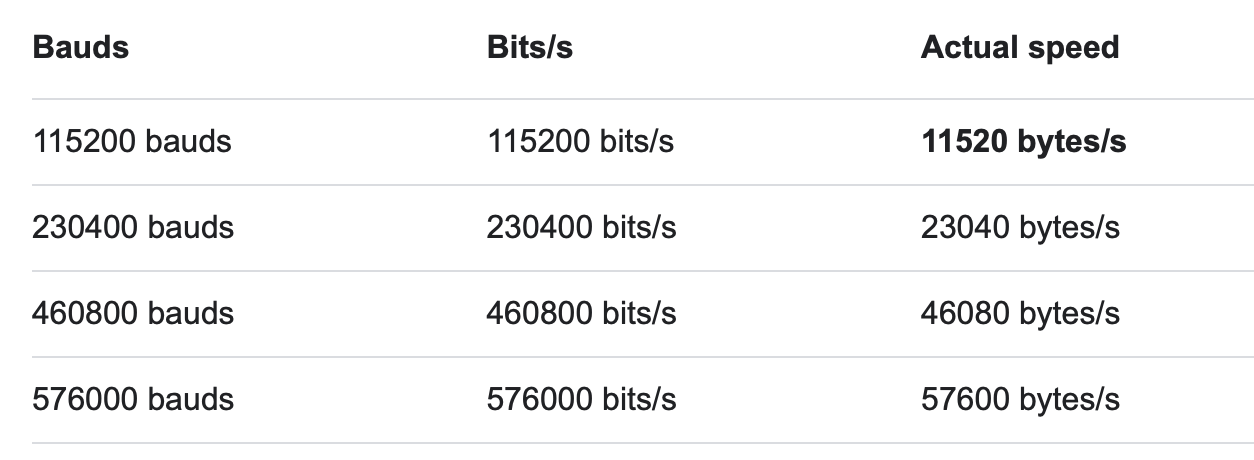 Bauds Bits/s Actual speed
115200 bauds 115200 bits/s 11520 bytes/s
230400 bauds 230400 bits/s 23040 bytes/s
460800 bauds 460800 bits/s 46080 bytes/s
576000 bauds 576000 bits/s 57600 bytes/s